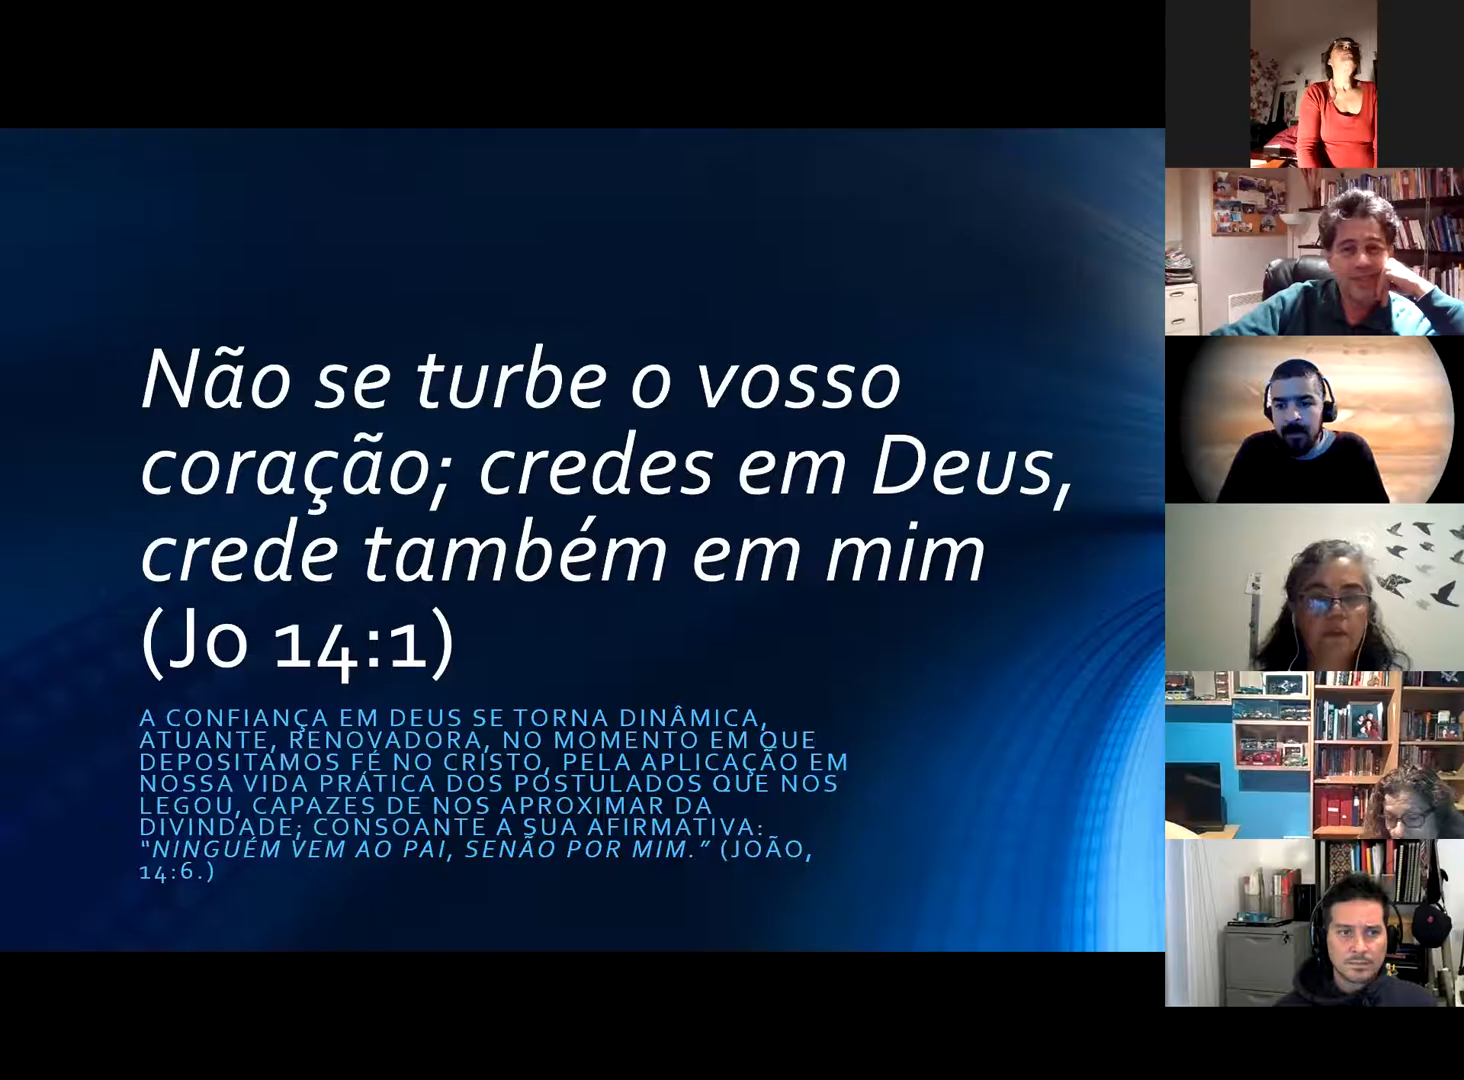 Não se turbe o vosso
coração; credes em Deus,
crede também em mim
(Jo 14:1)
A CONFIANÇA EM DEUS SE TORNA DINÂMICA,
ATUANTE, RENOVADORA, NO MOMENTO EM QUE
DEPOSITAMOS FÉ NO CRISTO, PELA APLICAÇÃO EM
NOSSA VIDA PRÁTICA DOS POSTULADOS QUE NOS
LEGOU, CAPAZES DE NOS APROXIMAR DA
DIVINDADE; CONSOANTE A SUA AFIRMATIVA:
“NINGUÉM VEM AO PAI, SENÃO POR MIM.” (JOÃO,
14:6.)